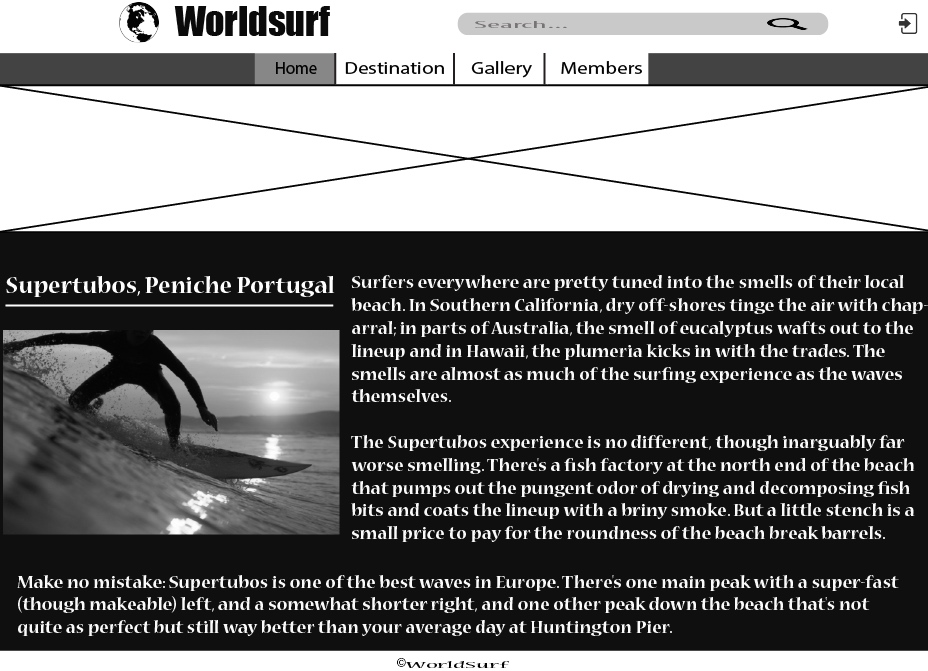 Worldsurf
Search...
Home
Destination
Gallery
Members
Supertubos, Peniche Portugal
Surfers everywhere are pretty tuned into the smells of their local
beach. In Southern California, dry off-shores tinge the air with chap-
arral; in parts of Australia, the smell of eucalyptus wafts out to the
lineup and in Hawaii, the plumeria kicks in with the trades. The
smells are almost as much of the surfing experience as the waves
themselves.
The Supertubos experience is no different, though inarguably far
worse smelling. There's a fish factory at the north end of the beach
that pumps out the pungent odor of drying and decomposing fish
bits and coats the lineup with a briny smoke. But a little stench is a
small price to pay for the roundness of the beach break barrels.
Make no mistake: Supertubos is one of the best waves in Europe. There's one main peak with a super-fast
(though makeable) left, and a somewhat shorter right, and one other peak down the beach that's not
quite as perfect but still way better than your average day at Huntington Pier.
©Worldsurf